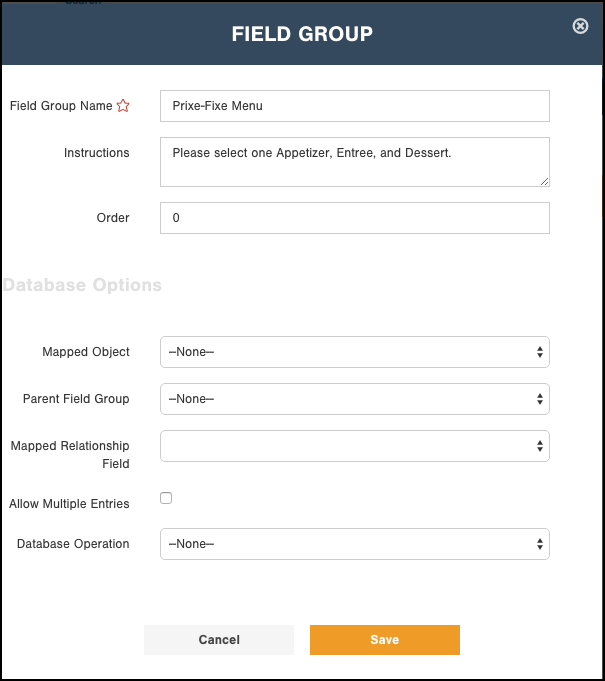 FIELD GROUP
Field Group Name
Prixe-Fixe Menu
Instructions
Please select one Appetizer, Entree, and Dessert.
Order
0
Database Options
Mapped Object
--None--
Parent Field Group
--None--
Mapped Relationship
Field
Allow Multiple Entries
Database Operation
--None--
Cancel
Save